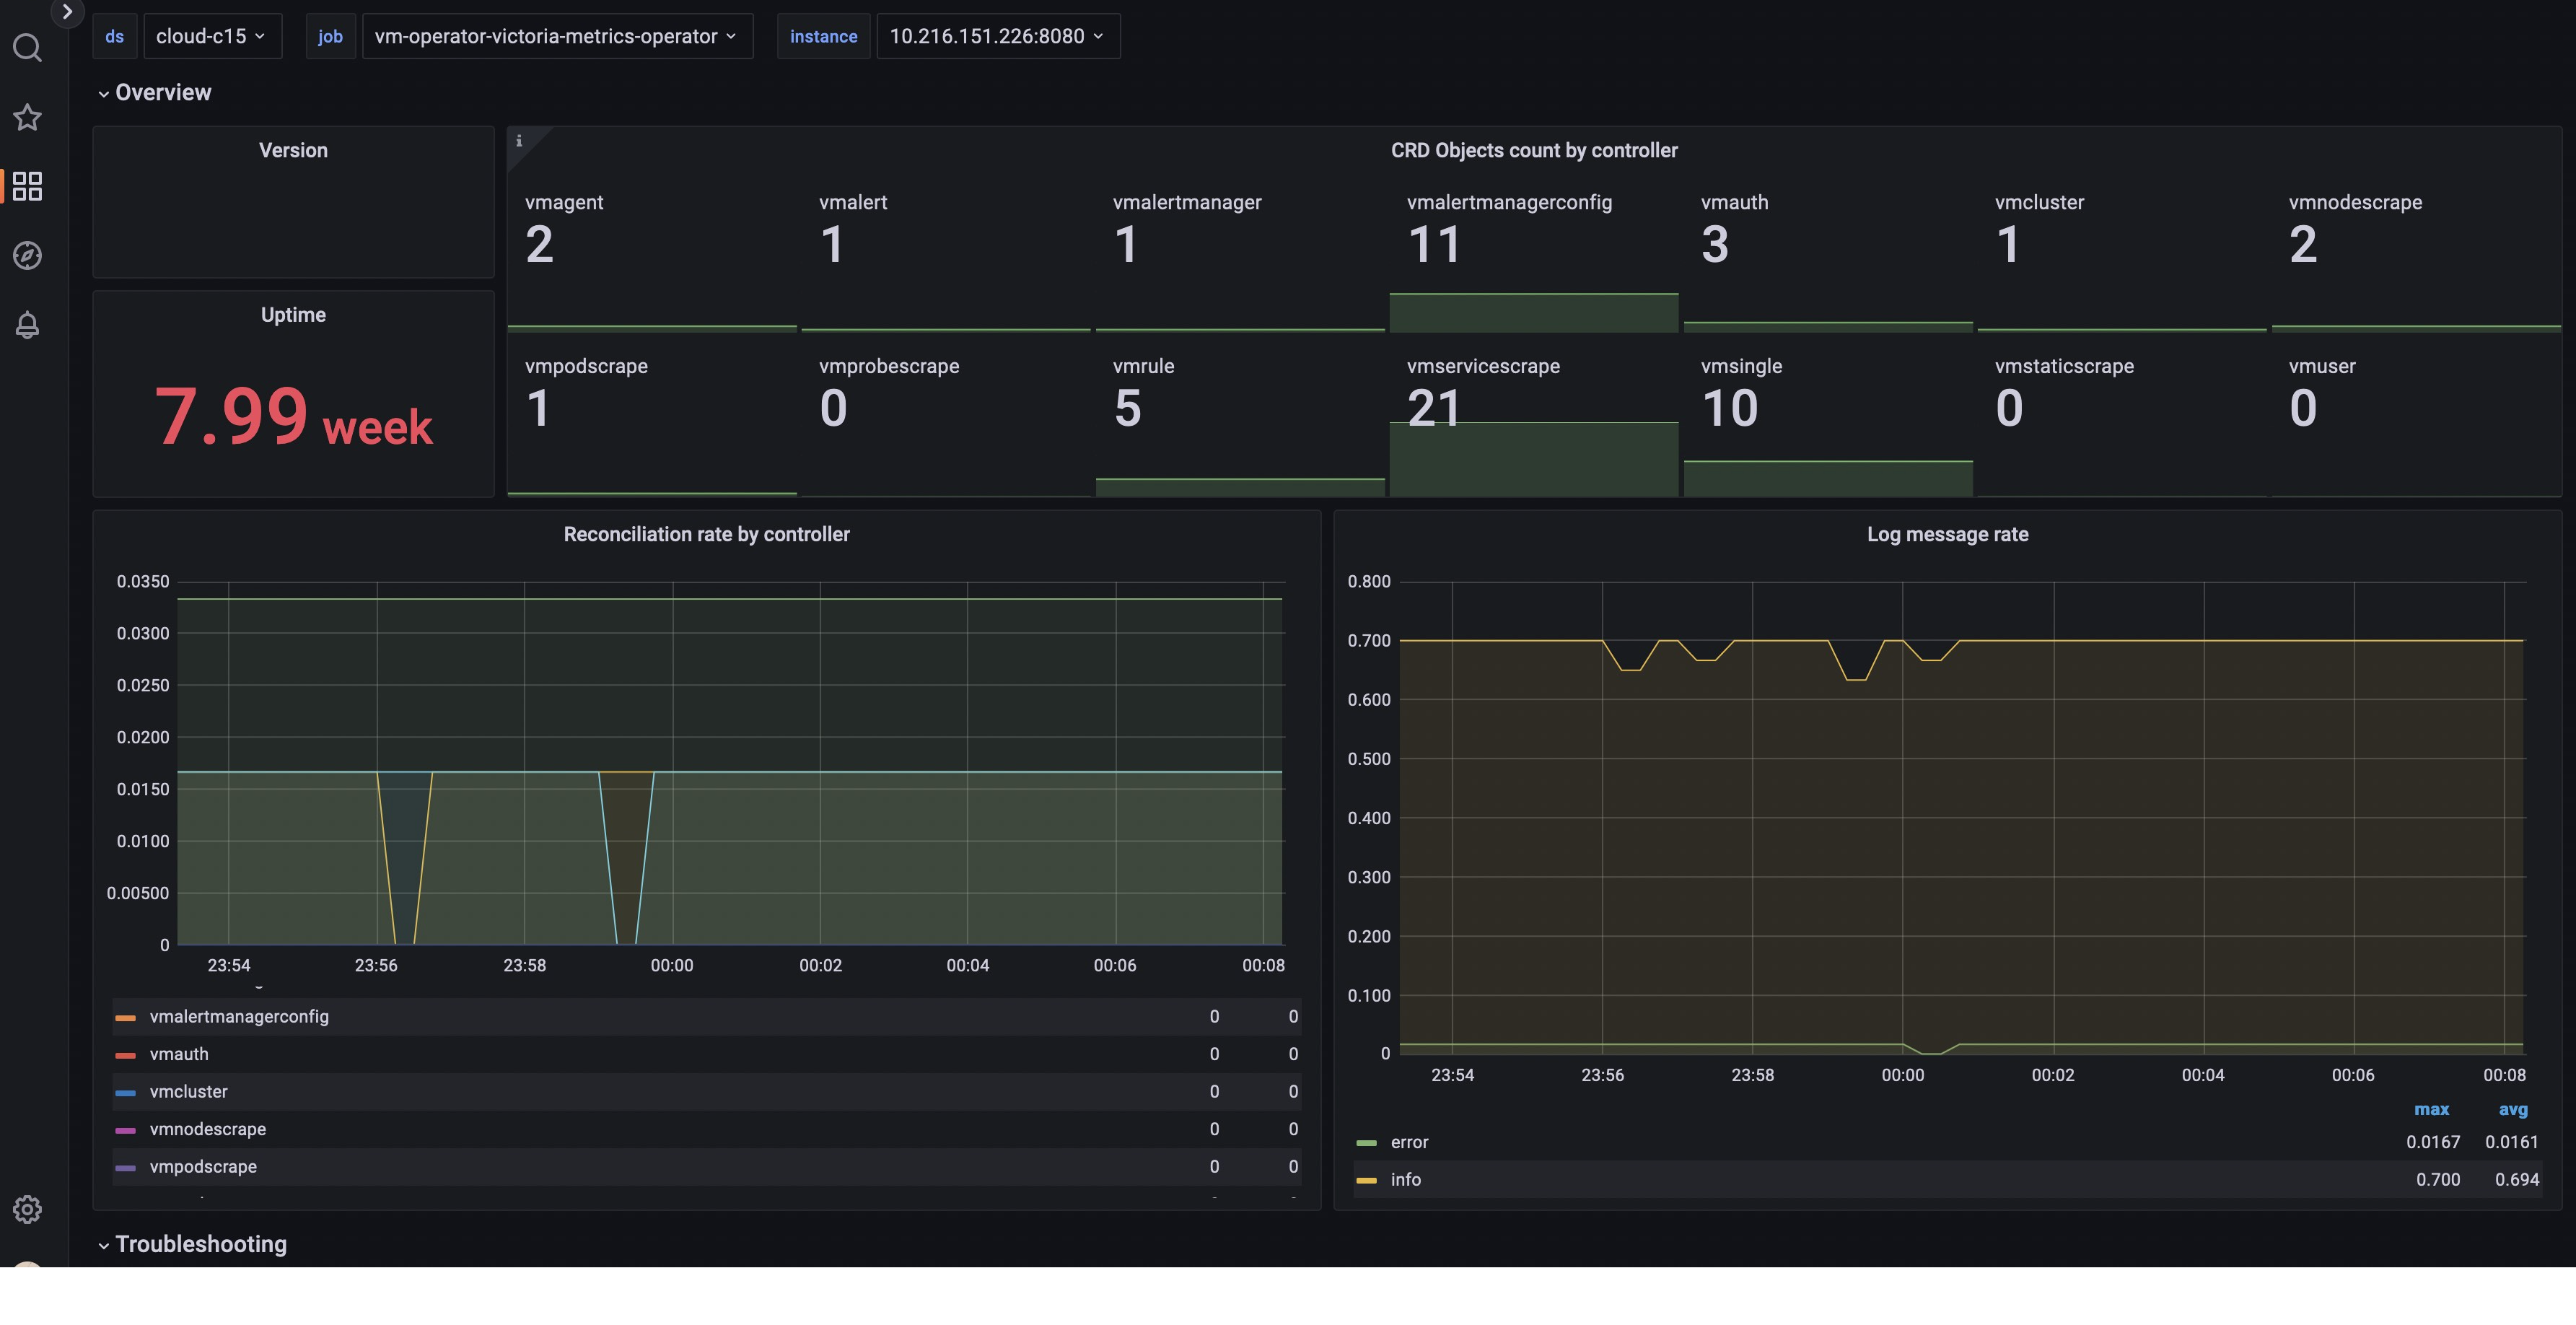 ds cloud-c15 job vm-operator-victoria-metrics-operator instance 10.216.151.226:8080
Overview
Version
Uptime
7.99 week
i
CRD Objects count by controller
vmagent vmalert vmalertmanager vmalertmanagerconfig vmauth vmcluster vmnodescrape
2 1 1 11 3 1 2
vmpodscrape vmprobescrape vmrule vmservicescrape vmsingle vmstaticscrape vmuser
1 0 5 21 10 0 0
Reconciliation rate by controller
0.0350
0.0300
0.0250
0.0200
0.0150
0.0100
0.00500
0
23:54 23:56 23:58 00:00 00:02 00:04 00:06 00:08
vmalertmanagerconfig 0 0
vmauth 0 0
vmcluster 0 0
vmnodescrape 0 0
vmpodscrape 0 0
Log message rate
0.800
0.700
0.600
0.500
0.400
0.300
0.200
0.100
0
23:54 23:56 23:58 00:00 00:02 00:04 00:06 00:08
max avg
error 0.0167 0.0161
info 0.700 0.694
Troubleshooting